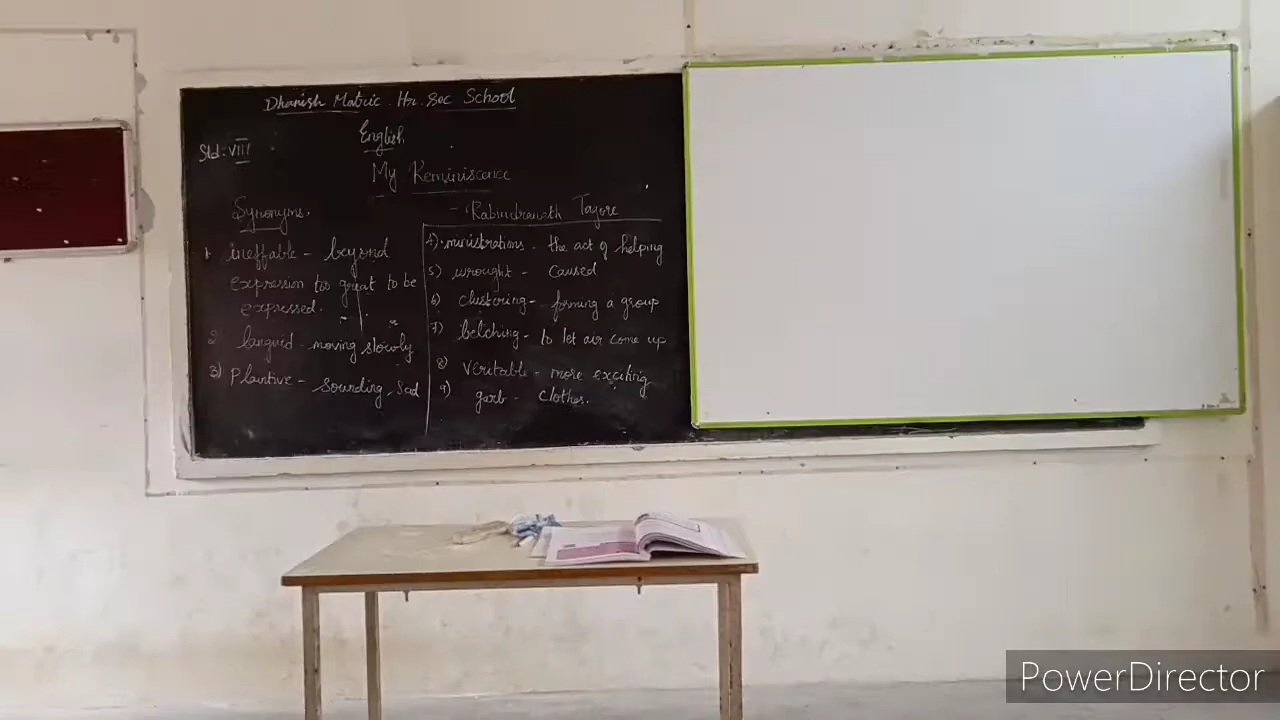 Dhanish Matric. Hr. Sec School
English
Std: VIII
My Reminiscence
- Rabindranath Tagore
Synonyms.
1. ineffable - beyond
expression too great to be
expressed.
2 languid - moving slowly
3) Plaintive - sounding, sad
4) ministrations - the act of helping
5) wrought - caused
6) clustering - forming a group
7) belching - to let air come up
8) veritable - more exciting
9) garb - clothes.
PowerDirector